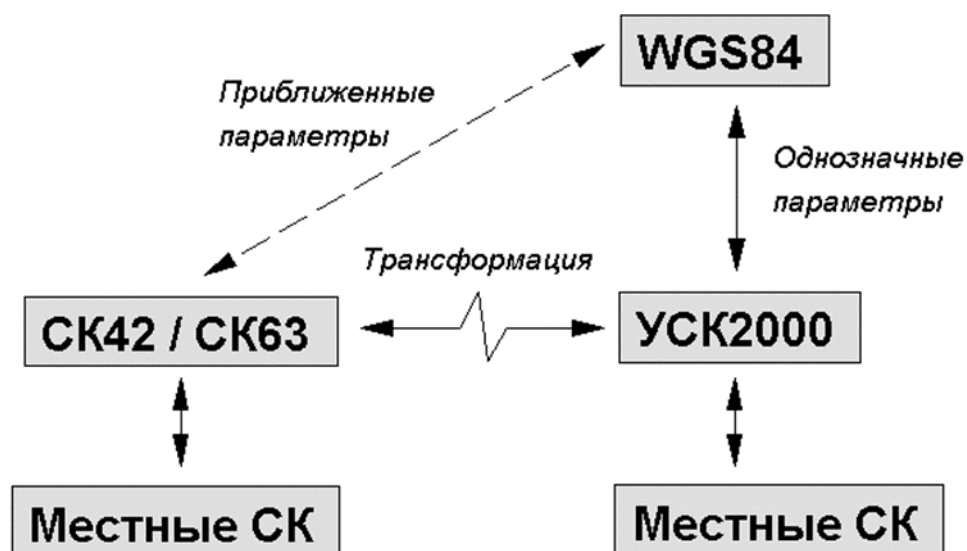 WGS84
Приближенные
параметры
Однозначные
параметры
Трансформация
СК42 / СК63
УСК2000
Местные СК
Местные СК